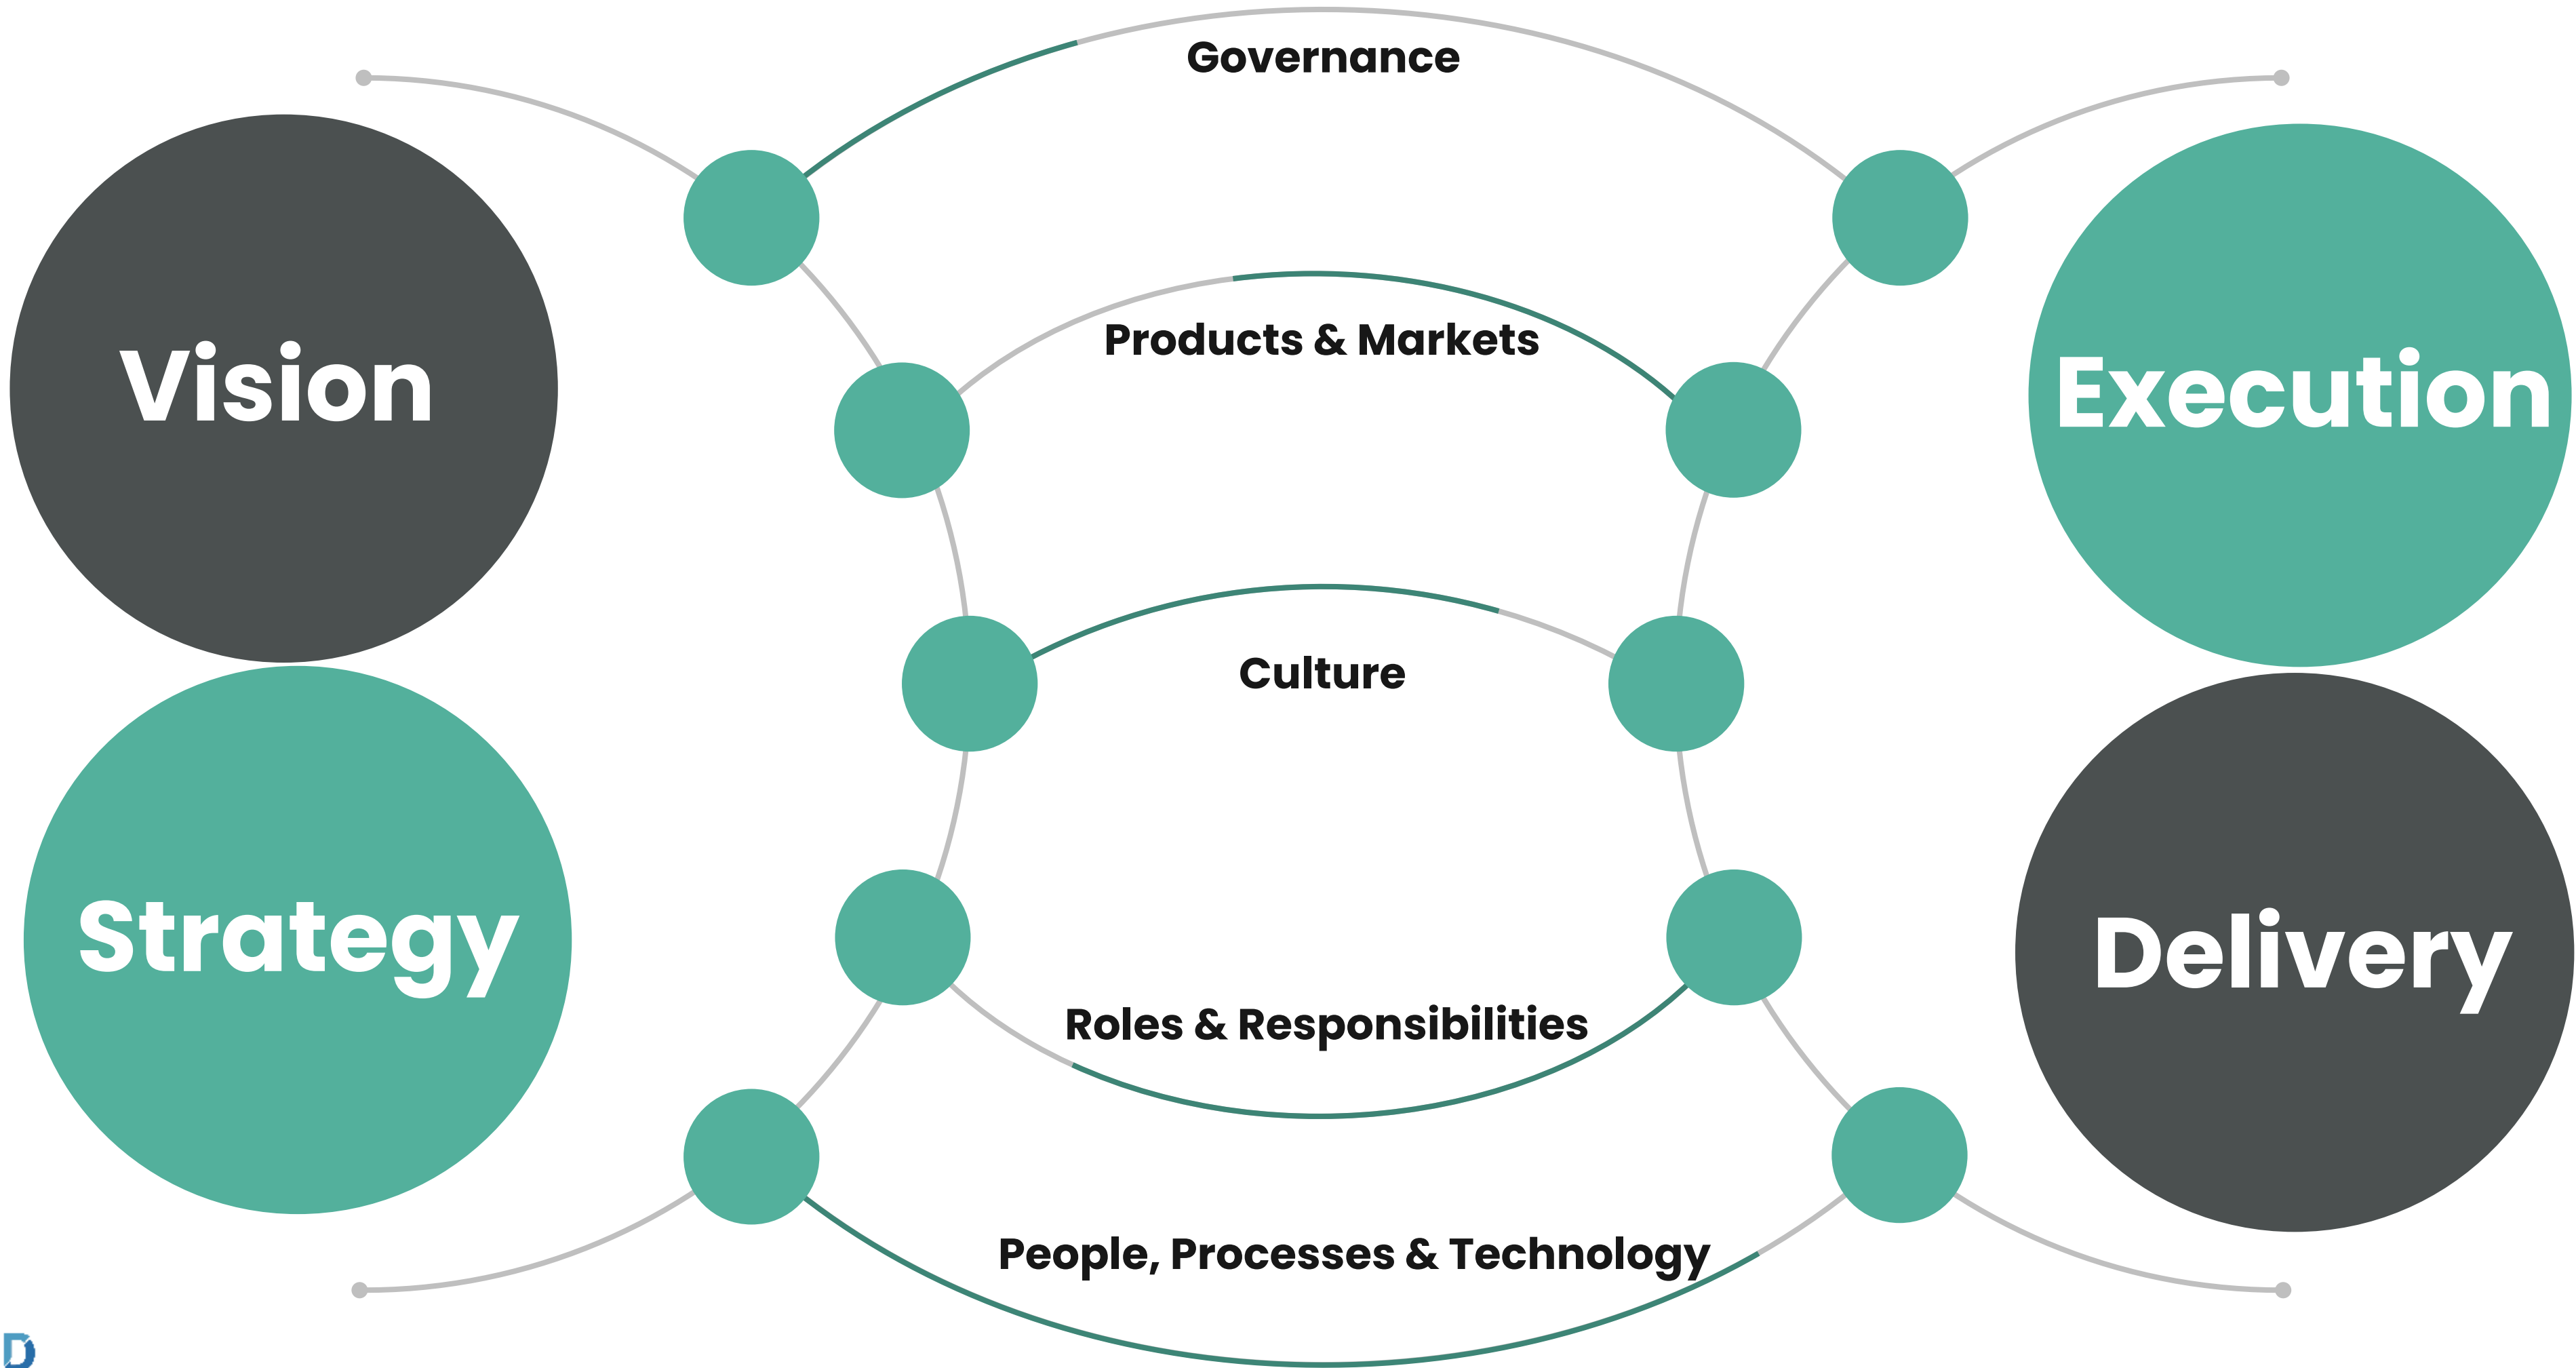 Governance
Products & Markets
Vision
Execution
Culture
Strategy
Delivery
Roles & Responsibilities
People, Processes & Technology
D